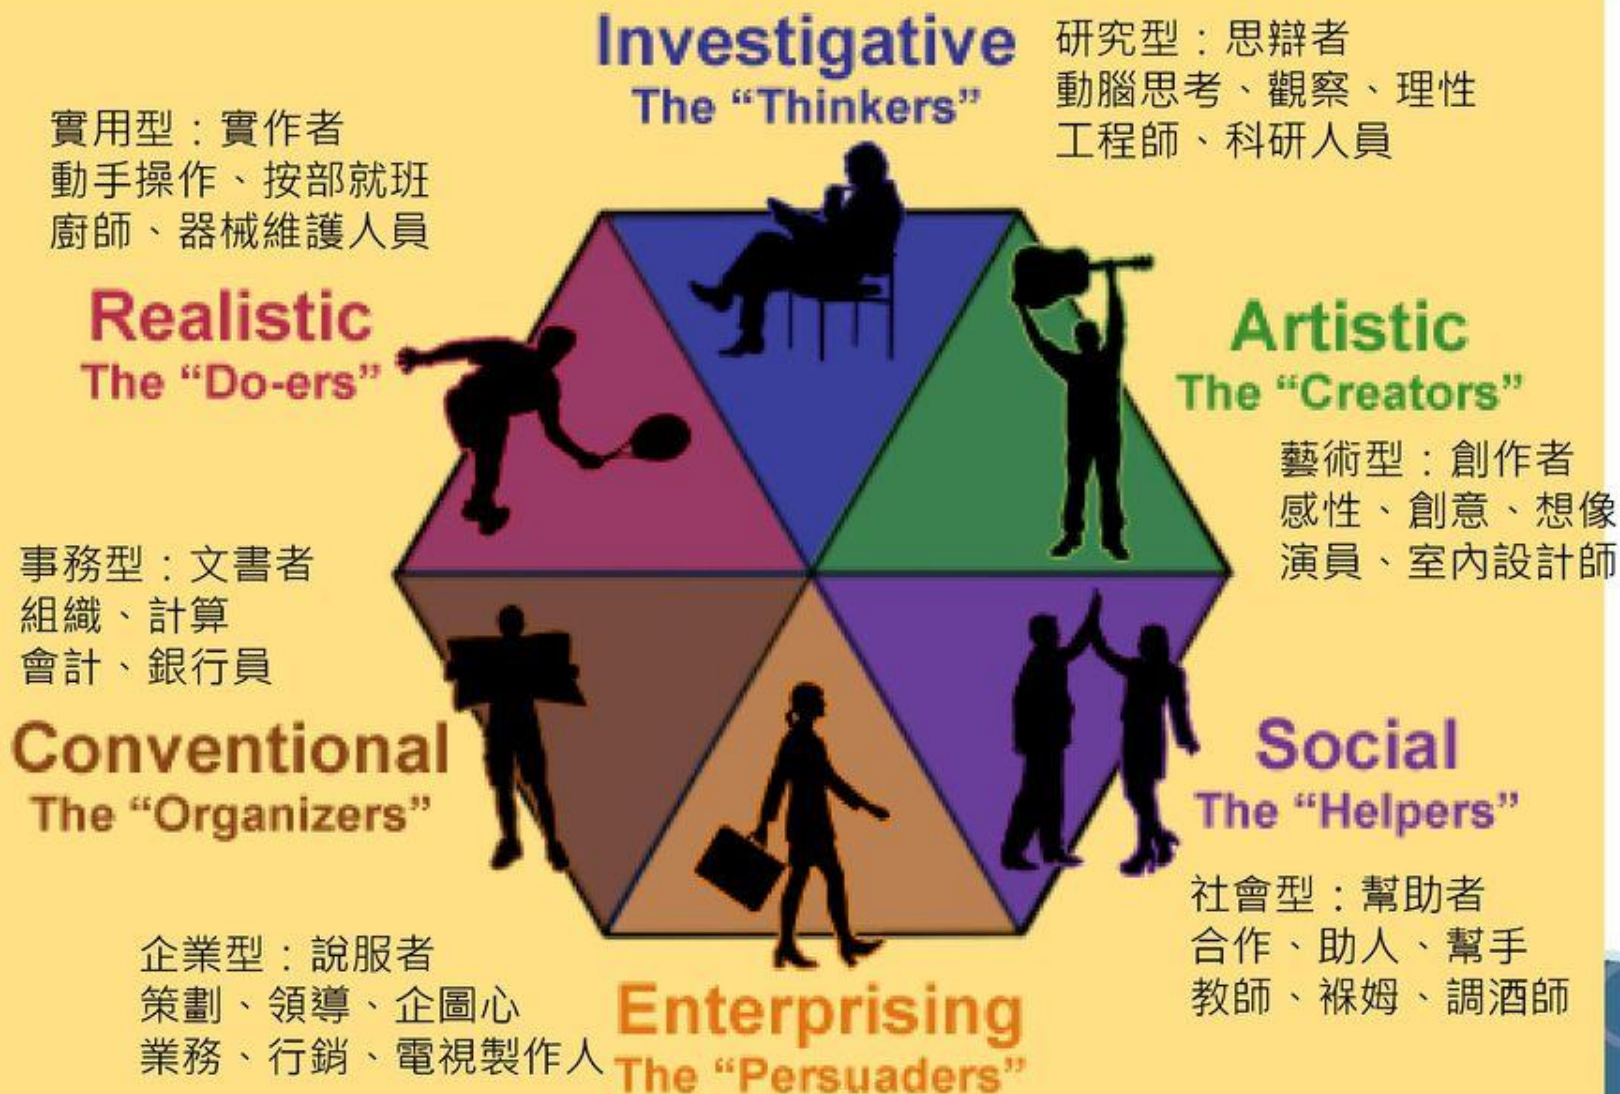 Investigative
The “Thinkers”
研究型：思辯者
動腦思考、觀察、理性
工程師、科研人員
實用型：實作者
動手操作、按部就班
廚師、器械維護人員
Realistic
The “Do-ers”
Artistic
The “Creators”
藝術型：創作者
感性、創意、想像
演員、室內設計師
事務型：文書者
組織、計算
會計、銀行員
Conventional
The “Organizers”
Social
The “Helpers”
社會型：幫助者
合作、助人、幫手
教師、褓姆、調酒師
企業型：說服者
策劃、領導、企圖心
業務、行銷、電視製作人
Enterprising
The “Persuaders”